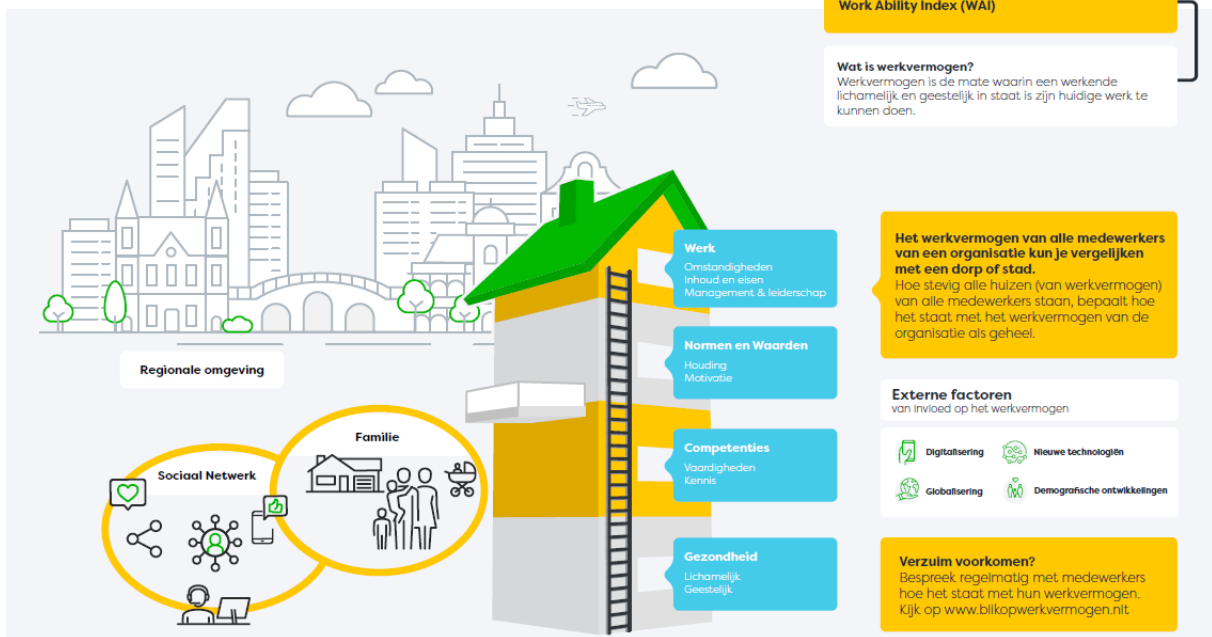 Work Ability Index (WAI)
Wat is werkvermogen?
Werkvermogen is de mate waarin een werkende
lichamelijk en geestelijk in staat is zijn huidige werk te
kunnen doen.
Werk
Omstandigheden
Inhoud en eisen
Management & leiderschap
Normen en Waarden
Houding
Motivatie
Competenties
Vaardigheden
Kennis
Gezondheid
Lichamelijk
Geestelijk
Regionale omgeving
Familie
Sociaal Netwerk
Het werkvermogen van alle medewerkers
van een organisatie kun je vergelijken
met een dorp of stad.
Hoe stevig alle huizen (van werkvermogen)
van alle medewerkers staan, bepaalt hoe
het staat met het werkvermogen van de
organisatie als geheel.
Externe factoren
van invloed op het werkvermogen
Digitalisering
Nieuwe technologiën
Globalisering
Demografische ontwikkelingen
Verzuim voorkomen?
Bespreek regelmatig met medewerkers
hoe het staat met hun werkvermogen.
Kijk op www.blikopwerkvermogen.nlt